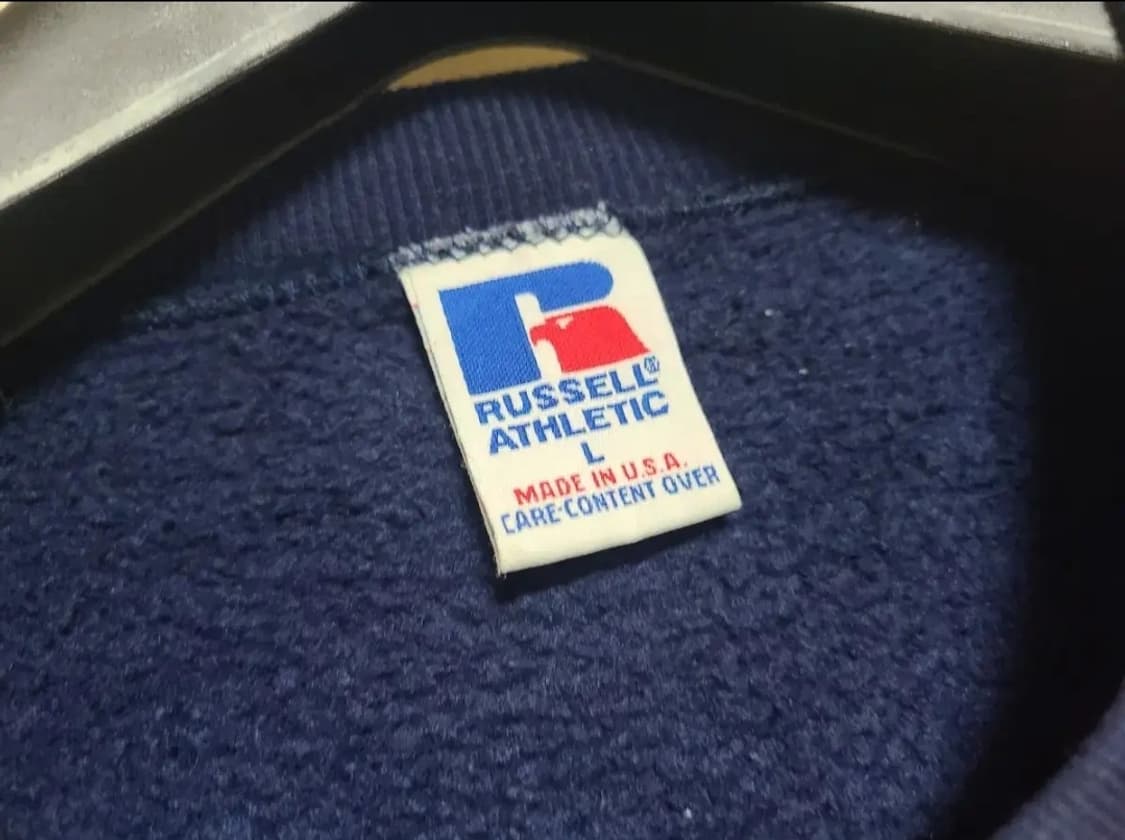 RUSSELL®
ATHLETIC
L
MADE IN U.S.A.
CARE-CONTENT OVER